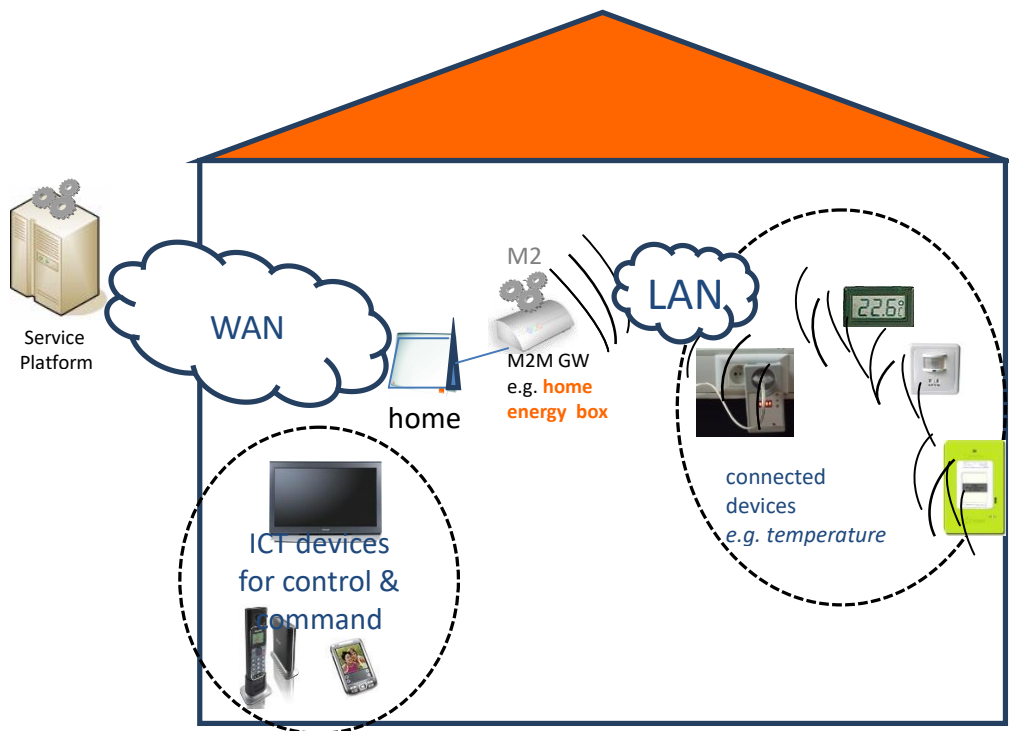 M2
LAN
WAN
22.6°
Service
Platform
M2M GW
e.g. home
energy box
home
connected
devices
e.g. temperature
ICT devices
for control &
command